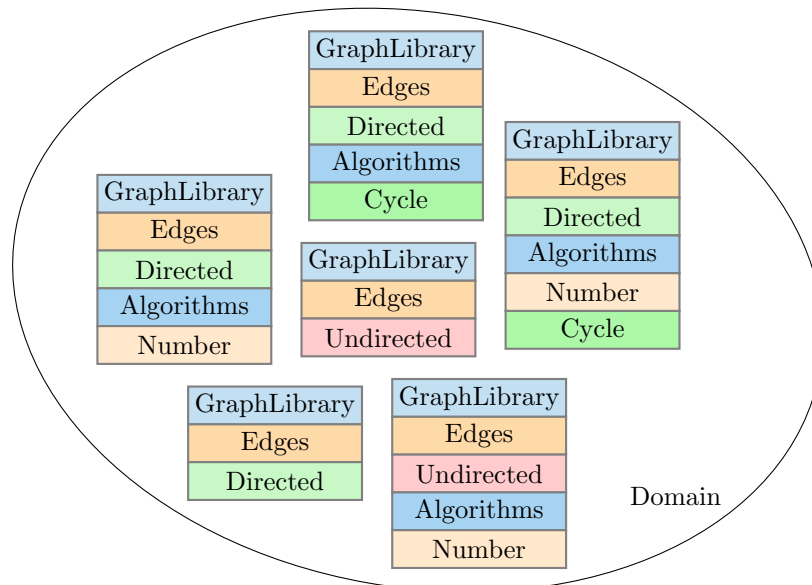 GraphLibrary
Edges
Directed
Algorithms
Cycle
GraphLibrary
Edges
Directed
Algorithms
Number
Cycle
GraphLibrary
Edges
Directed
Algorithms
Number
GraphLibrary
Edges
Undirected
GraphLibrary
Edges
Directed
GraphLibrary
Edges
Undirected
Algorithms
Number
Domain